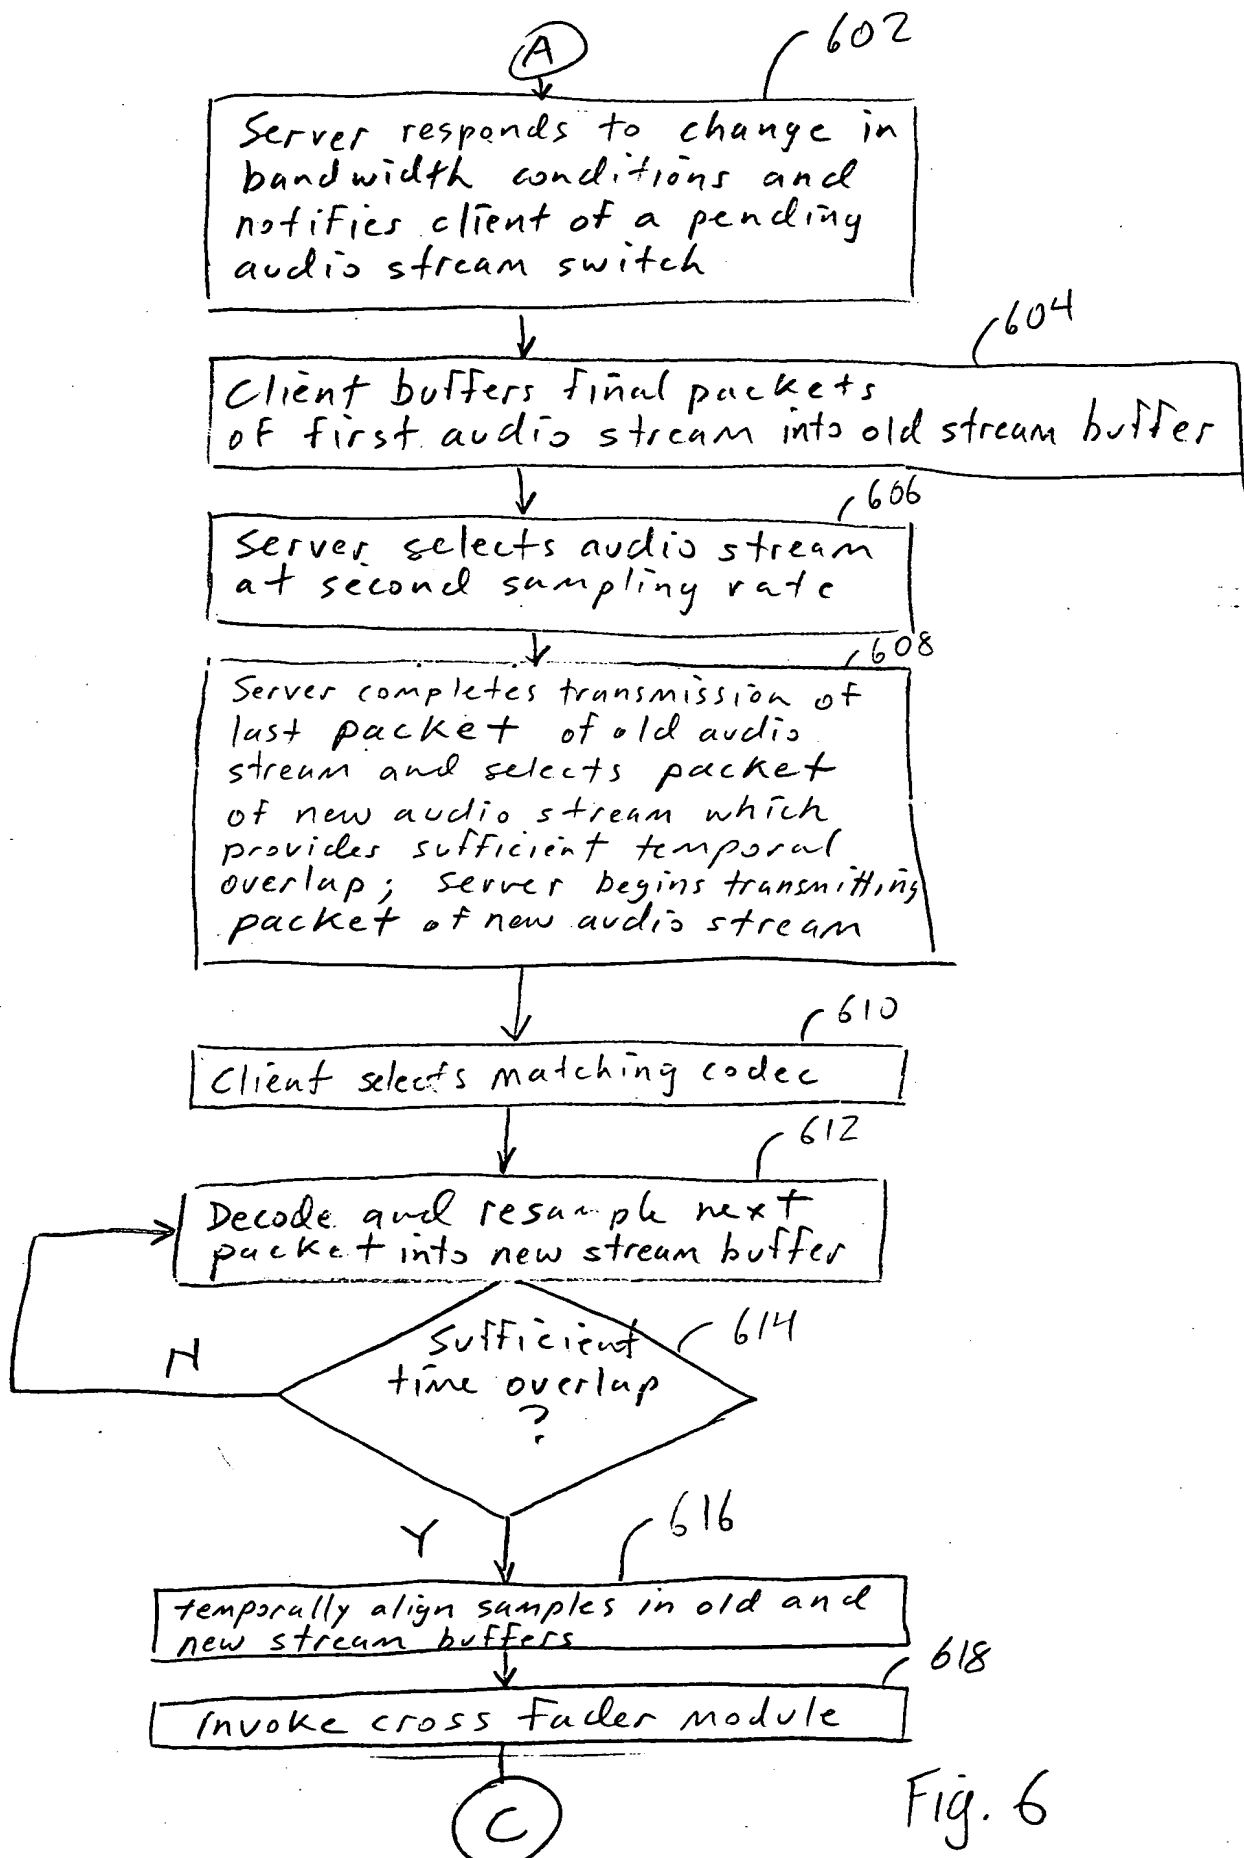 A
602
Server responds to change in
bandwidth conditions and
notifies client of a pending
audio stream switch
604
Client buffers final packets
of first audio stream into old stream buffer
606
Server selects audio stream
at second sampling rate
608
Server completes transmission of
last packet of old audio
stream and selects packet
of new audio stream which
provides sufficient temporal
overlap; server begins transmitting
packet of new audio stream
610
Client selects matching codec
612
Decode and resample next
packet into new stream buffer
614
Sufficient
time overlap
?
N
Y
616
temporally align samples in old and
new stream buffers
618
invoke cross fader module
C
Fig. 6